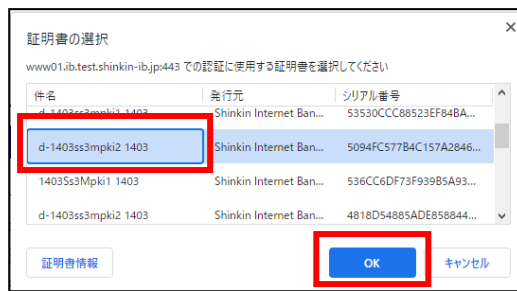 証明書の選択
www01.ib.test.shinkin-ib.jp:443 での認証に使用する証明書を選択してください
件名 発行元 シリアル番号
d-1403ss3mpki1 1403 Shinkin Internet Ban... 53530CCC88523EF84BA...
d-1403ss3mpki2 1403 Shinkin Internet Ban... 5094FC577B4C157A2846...
1403Ss3Mpki1 1403 Shinkin Internet Ban... 536CC6DF73F939B5A93...
d-1403ss3mpki2 1403 Shinkin Internet Ban... 4818D54885ADE858844...
証明書情報 OK キャンセル